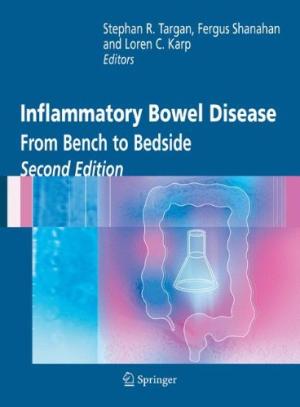 Stephan R. Targan, Fergus Shanahan
and Loren C. Karp
Editors
Inflammatory Bowel Disease
From Bench to Bedside
Second Edition
Springer